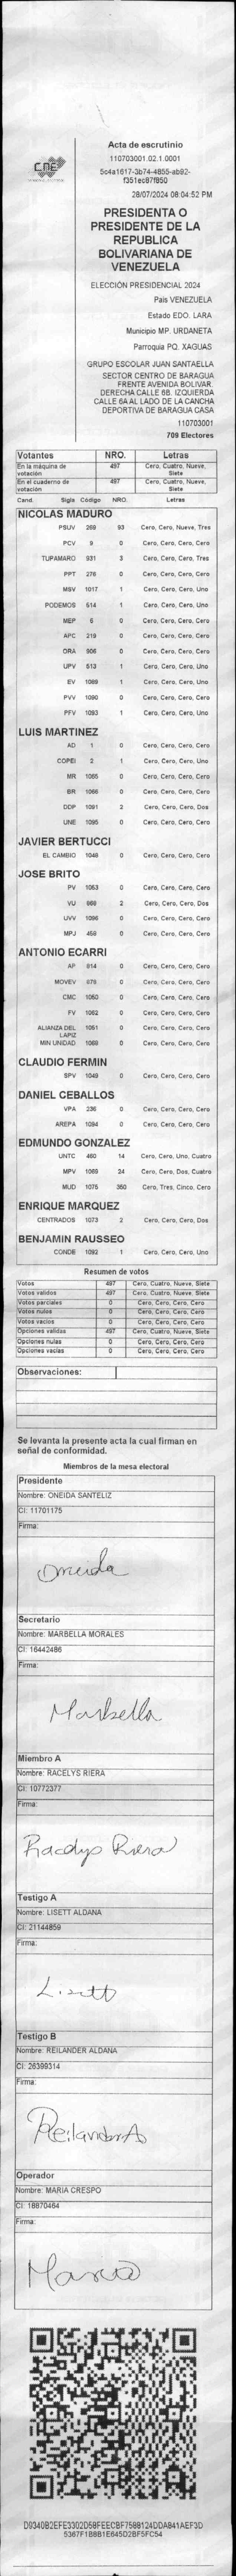 CNE
Acta de escrutinio
110703001.02.1.0001
5c4a1617-3b74-4855-ab92-
f351ec87f850
28/07/2024 08:04:52 PM
PRESIDENTA O
PRESIDENTE DE LA
REPUBLICA
BOLIVARIANA DE
VENEZUELA
ELECCIÓN PRESIDENCIAL 2024
País VENEZUELA
Estado EDO. LARA
Municipio MP. URDANETA
Parroquia PQ. XAGUAS
GRUPO ESCOLAR JUAN SANTAELLA
SECTOR CENTRO DE BARAGUA
FRENTE AVENIDA BOLIVAR.
DERECHA CALLE 6B. IZQUIERDA
CALLE 6A AL LADO DE LA CANCHA
DEPORTIVA DE BARAGUA CASA
110703001
709 Electores
Votantes NRO. Letras
En la máquina de votación 497 Cero, Cuatro, Nueve, Siete
En el cuaderno de votación 497 Cero, Cuatro, Nueve, Siete
Cand. Sigla Código NRO. Letras
NICOLAS MADURO
PSUV 269 93 Cero, Cero, Nueve, Tres
PCV 9 0 Cero, Cero, Cero, Cero
TUPAMARO 931 3 Cero, Cero, Cero, Tres
PPT 276 0 Cero, Cero, Cero, Cero
MSV 1017 1 Cero, Cero, Cero, Uno
PODEMOS 514 1 Cero, Cero, Cero, Uno
MEP 6 0 Cero, Cero, Cero, Cero
APC 219 0 Cero, Cero, Cero, Cero
ORA 906 0 Cero, Cero, Cero, Cero
UPV 513 1 Cero, Cero, Cero, Uno
EV 1089 1 Cero, Cero, Cero, Uno
PVV 1090 0 Cero, Cero, Cero, Cero
PFV 1093 1 Cero, Cero, Cero, Uno
LUIS MARTINEZ
AD 1 0 Cero, Cero, Cero, Cero
COPEI 2 1 Cero, Cero, Cero, Uno
MR 1085 0 Cero, Cero, Cero, Cero
BR 1066 0 Cero, Cero, Cero, Cero
DDP 1091 2 Cero, Cero, Cero, Dos
UNE 1095 0 Cero, Cero, Cero, Cero
JAVIER BERTUCCI
EL CAMBIO 1048 0 Cero, Cero, Cero, Cero
JOSE BRITO
PV 1053 0 Cero, Cero, Cero, Cero
VU 989 2 Cero, Cero, Cero, Dos
UVV 1096 0 Cero, Cero, Cero, Cero
MPJ 459 0 Cero, Cero, Cero, Cero
ANTONIO ECARRI
AP 914 0 Cero, Cero, Cero, Cero
MOVEV 879 0 Cero, Cero, Cero, Cero
CMC 1050 0 Cero, Cero, Cero, Cero
FV 1062 0 Cero, Cero, Cero, Cero
ALIANZA DEL LAPIZ 1051 0 Cero, Cero, Cero, Cero
MIN UNIDAD 1069 0 Cero, Cero, Cero, Cero
CLAUDIO FERMIN
SPV 1049 0 Cero, Cero, Cero, Cero
DANIEL CEBALLOS
VPA 236 0 Cero, Cero, Cero, Cero
AREPA 1094 0 Cero, Cero, Cero, Cero
EDMUNDO GONZALEZ
UNTC 460 14 Cero, Cero, Uno, Cuatro
MPV 1065 24 Cero, Cero, Dos, Cuatro
MUD 1075 350 Cero, Tres, Cinco, Cero
ENRIQUE MARQUEZ
CENTRADOS 1073 2 Cero, Cero, Cero, Dos
BENJAMIN RAUSSEO
CONDE 1092 1 Cero, Cero, Cero, Uno
Resumen de votos
Votos 497 Cero, Cuatro, Nueve, Siete
Votos validos 497 Cero, Cuatro, Nueve, Siete
Votos parciales 0 Cero, Cero, Cero, Cero
Votos nulos 0 Cero, Cero, Cero, Cero
Votos vacios 0 Cero, Cero, Cero, Cero
Opciones validas 497 Cero, Cuatro, Nueve, Siete
Opciones nulas 0 Cero, Cero, Cero, Cero
Opciones vacias 0 Cero, Cero, Cero, Cero
Observaciones:
Se levanta la presente acta la cual firman en
señal de conformidad.
Miembros de la mesa electoral
Presidente
Nombre: ONEIDA SANTELIZ
CI: 11701175
Firma:
Oneida
Secretario
Nombre: MARBELLA MORALES
CI: 16442486
Firma:
Marbella
Miembro A
Nombre: RACELYS RIERA
CI: 10772377
Firma:
Racelys Riera
Testigo A
Nombre: LISETT ALDANA
CI: 21144859
Firma:
Lisett
Testigo B
Nombre: REILANDER ALDANA
CI: 26399314
Firma:
Reilander A
Operador
Nombre: MARIA CRESPO
CI: 18870464
Firma:
Maria
D9340B2EFE3302D58FEECBF7588124DDA841AEF3D
5367F1B8B1E645D2BF5FC54